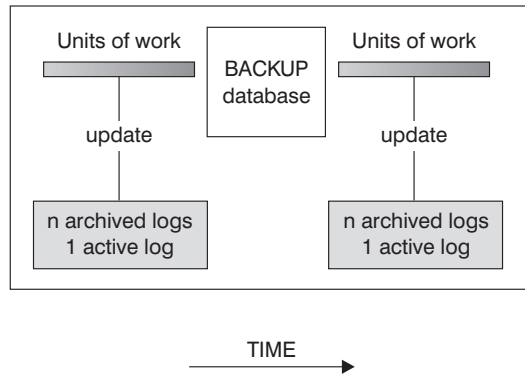 Units of work
BACKUP
database
Units of work
update
update
n archived logs
1 active log
n archived logs
1 active log
TIME